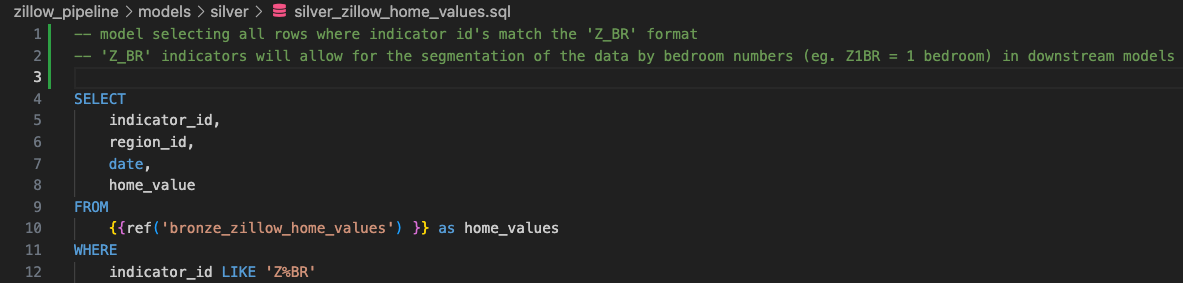 zillow_pipeline > models > silver > silver_zillow_home_values.sql
1 -- model selecting all rows where indicator id's match the 'Z_BR' format
2 -- 'Z_BR' indicators will allow for the segmentation of the data by bedroom numbers (eg. Z1BR = 1 bedroom) in downstream models
3
4 SELECT
5 indicator_id,
6 region_id,
7 date,
8 home_value
9 FROM
10 {{ref('bronze_zillow_home_values') }} as home_values
11 WHERE
12 indicator_id LIKE 'Z%BR'